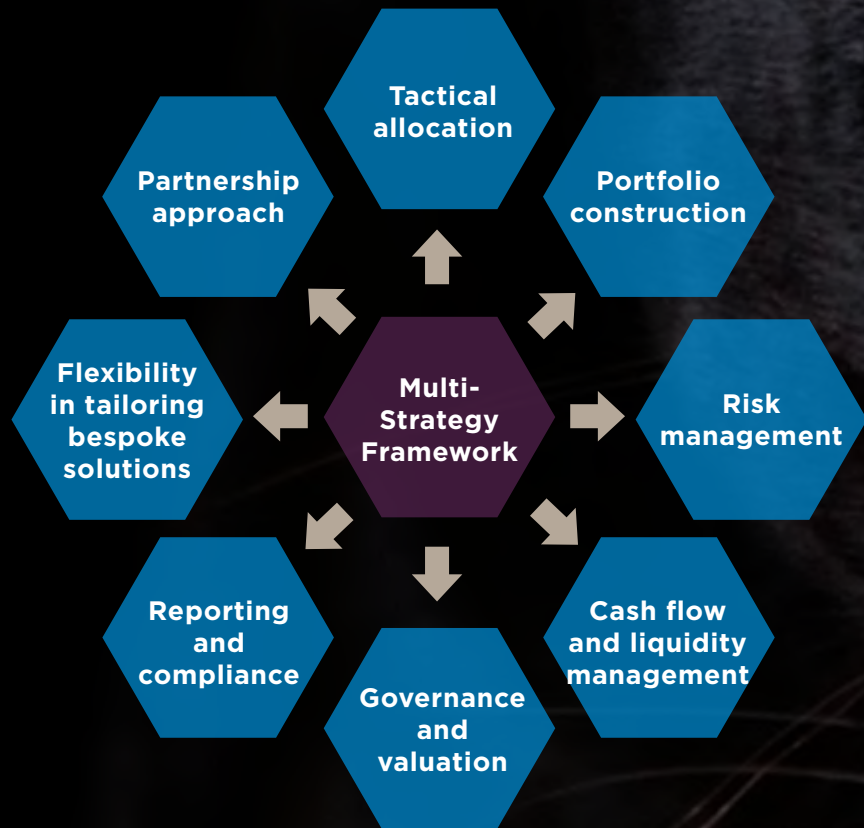 Tactical
allocation
Partnership
approach
Portfolio
construction
Flexibility
in tailoring
bespoke
solutions
Multi-
Strategy
Framework
Risk
management
Reporting
and
compliance
Cash flow
and liquidity
management
Governance
and
valuation